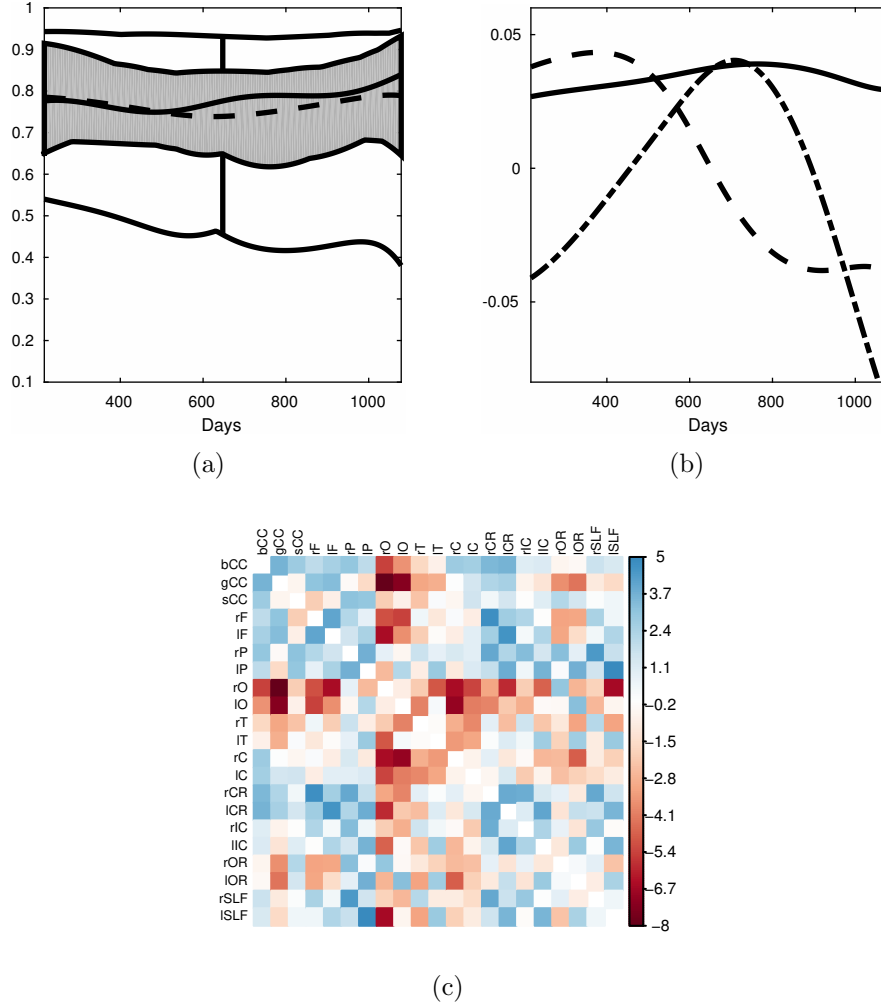 1
0.9
0.8
0.7
0.6
0.5
0.4
0.3
0.2
0.1
400 600 800 1000
Days
(a)
0.05
0
-0.05
400 600 800 1000
Days
(b)
bCC gCC sCC rF lF rP lP rO lO rT lT rC lC rCR lCR rIC lIC rOR lOR rSLF lSLF
bCC
gCC
sCC
rF
lF
rP
lP
rO
lO
rT
lT
rC
lC
rCR
lCR
rIC
lIC
rOR
lOR
rSLF
lSLF
5
3.7
2.4
1.1
−0.2
−1.5
−2.8
−4.1
−5.4
−6.7
−8
(c)